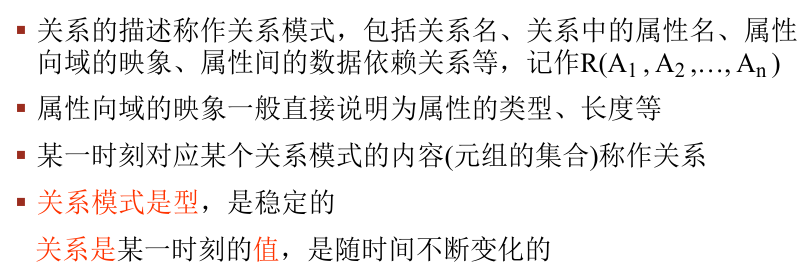 ▪ 关系的描述称作关系模式，包括关系名、关系中的属性名、属性
向域的映象、属性间的数据依赖关系等，记作R(A1 , A2 ,…, An )
▪ 属性向域的映象一般直接说明为属性的类型、长度等
▪ 某一时刻对应某个关系模式的内容(元组的集合)称作关系
▪ 关系模式是型，是稳定的
关系是某一时刻的值，是随时间不断变化的